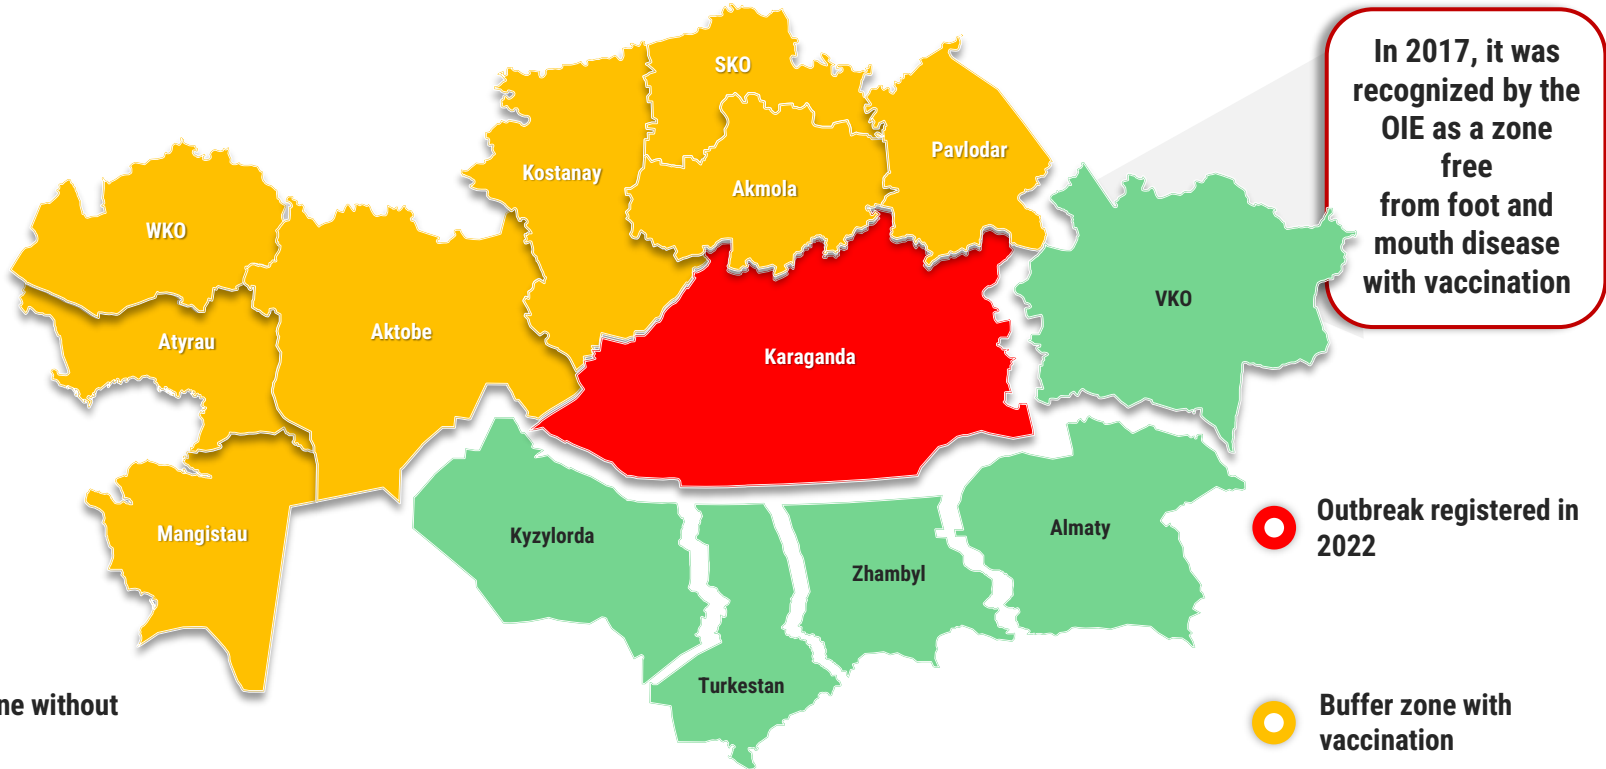 SKO
In 2017, it was
recognized by the
OIE as a zone
free
from foot and
mouth disease
with vaccination
Pavlodar
Kostanay
Akmola
WKO
VKO
Aktobe
Atyrau
Karaganda
Mangistau
Kyzylorda
Almaty
Zhambyl
Outbreak registered in
2022
Turkestan
ne without
Buffer zone with
vaccination